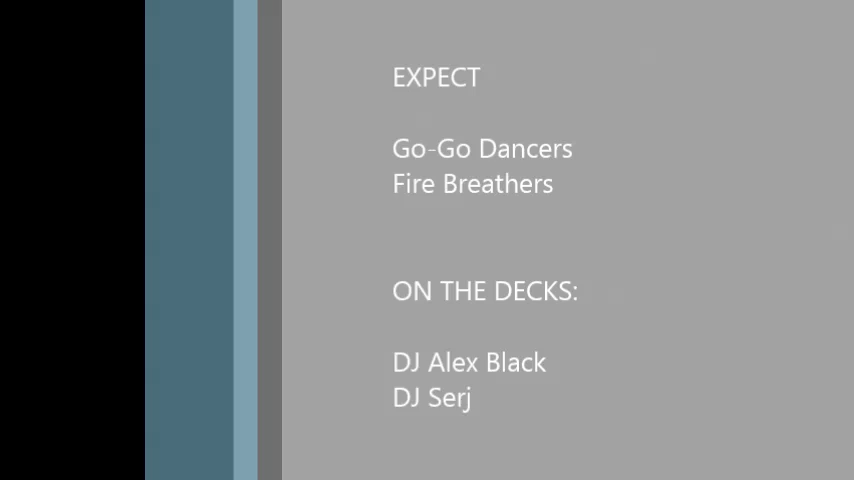 EXPECT
Go-Go Dancers
Fire Breathers
ON THE DECKS:
DJ Alex Black
DJ Serj